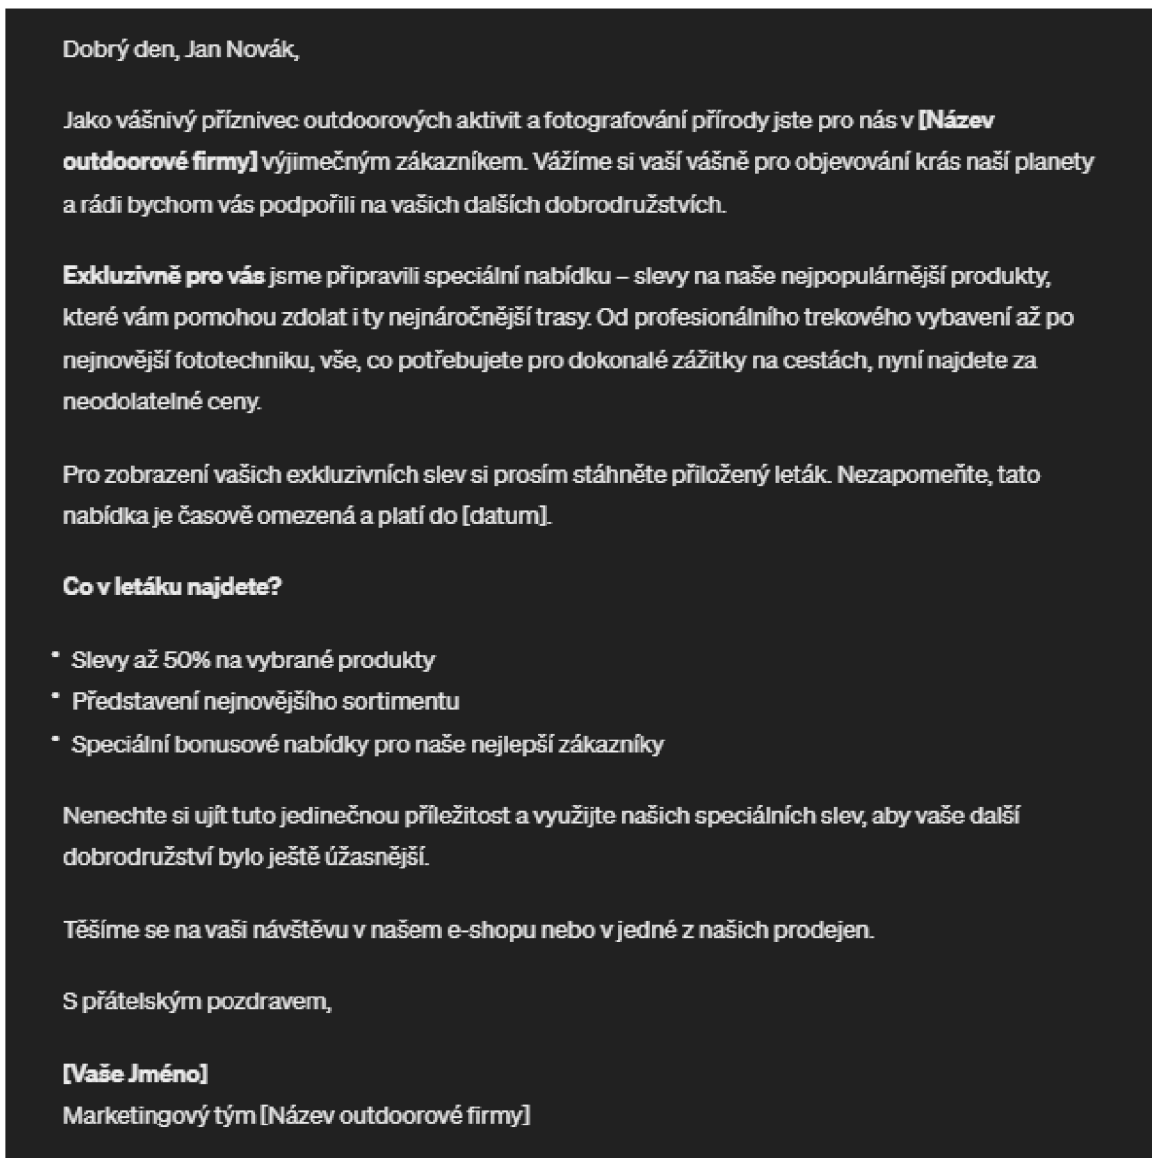 Dobrý den, Jan Novák,
Jako vášnivý příznivec outdoorových aktivit a fotografování přírody jste pro nás v [Název
outdoorové firmy] výjimečným zákazníkem. Vážíme si vaší vášně pro objevování krás naší planety
a rádi bychom vás podpořili na vašich dalších dobrodružstvích.
Exkluzivně pro vás jsme připravili speciální nabídku – slevy na naše nejpopulárnější produkty,
které vám pomohou zdolat i ty nejnáročnější trasy. Od profesionálního trekového vybavení až po
nejnovější fototechniku, vše, co potřebujete pro dokonalé zážitky na cestách, nyní najdete za
neodolatelné ceny.
Pro zobrazení vašich exkluzivních slev si prosím stáhněte přiložený leták. Nezapomeňte, tato
nabídka je časově omezená a platí do [datum].
Co v letáku najdete?
• Slevy až 50% na vybrané produkty
• Představení nejnovějšího sortimentu
• Speciální bonusové nabídky pro naše nejlepší zákazníky
Nenechte si ujít tuto jedinečnou příležitost a využijte našich speciálních slev, aby vaše další
dobrodružství bylo ještě úžasnější.
Těšíme se na vaši návštěvu v našem e-shopu nebo v jedné z našich prodejen.
S přátelským pozdravem,
[Vaše Jméno]
Marketingový tým [Název outdoorové firmy]